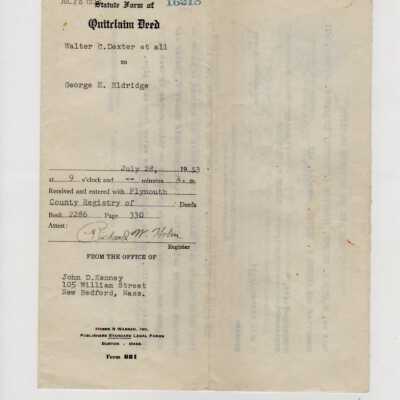 16215
Statute Form of
Quitclaim Deed
Walter C. Dexter et all
to
George E. Eldridge
July 28, 1953
at 9 o'clock and -- minutes A. m.
Received and entered with Plymouth
County Registry of Deeds
Book 2286 Page 330
Attest:
Richard W. Holm
Register
FROM THE OFFICE OF
John D. Kenney
105 William Street
New Bedford, Mass.
HOBBS & WARREN, INC.
PUBLISHERS STANDARD LEGAL FORMS
BOSTON - MASS.
Form 881